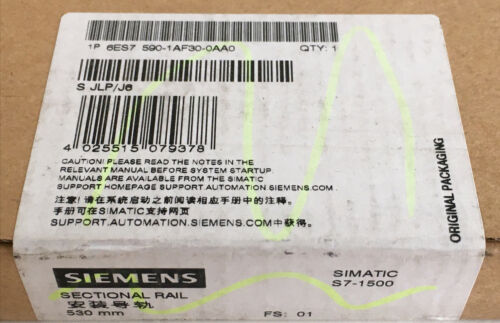 1P 6ES7 590-1AF30-0AA0 QTY: 1
S JLP/J6
4 025515 079378
CAUTION! PLEASE READ THE NOTES IN THE
RELEVANT MANUAL BEFORE SYSTEM STARTUP.
MANUALS ARE AVAILABLE FROM THE SIMATIC
SUPPORT HOMEPAGE SUPPORT.AUTOMATION.SIEMENS.COM
注意! 请在系统启动之前阅读相应手册中的注释。
手册可在SIMATIC支持网页
SUPPORT.AUTOMATION.SIEMENS.COM中获得。
ORIGINAL PACKAGING
SIEMENS SIMATIC
S7-1500
SECTIONAL RAIL
安装导轨
530 mm FS: 01